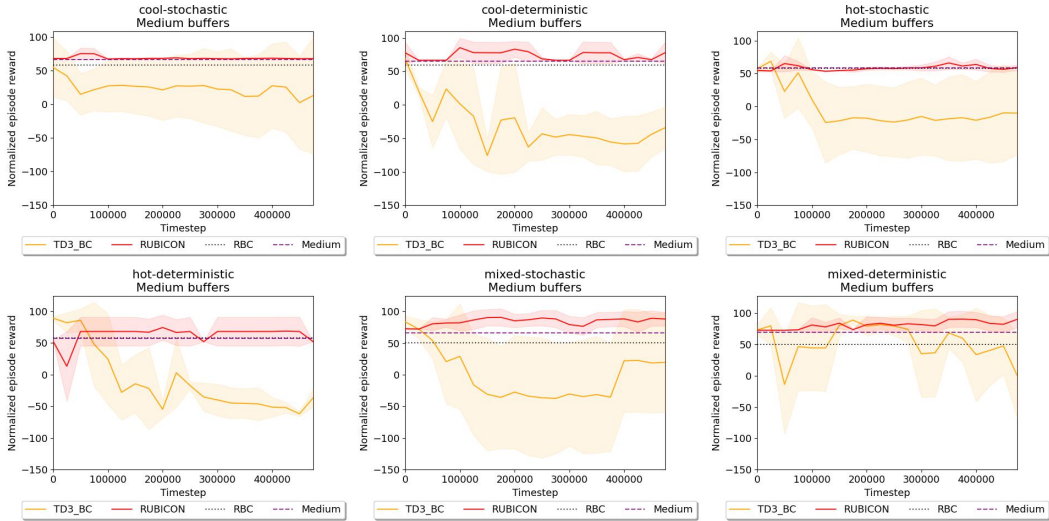 cool-stochastic
Medium buffers
Normalized episode reward
100
50
0
−50
−100
−150
0
100000
200000
300000
400000
Timestep
TD3_BC
RUBICON
RBC
Medium
cool-deterministic
Medium buffers
Normalized episode reward
100
50
0
−50
−100
−150
0
100000
200000
300000
400000
Timestep
TD3_BC
RUBICON
RBC
Medium
hot-stochastic
Medium buffers
Normalized episode reward
100
50
0
−50
−100
−150
0
100000
200000
300000
400000
Timestep
TD3_BC
RUBICON
RBC
Medium
hot-deterministic
Medium buffers
Normalized episode reward
100
50
0
−50
−100
−150
0
100000
200000
300000
400000
Timestep
TD3_BC
RUBICON
RBC
Medium
mixed-stochastic
Medium buffers
Normalized episode reward
100
50
0
−50
−100
−150
0
100000
200000
300000
400000
Timestep
TD3_BC
RUBICON
RBC
Medium
mixed-deterministic
Medium buffers
Normalized episode reward
100
50
0
−50
−100
−150
0
100000
200000
300000
400000
Timestep
TD3_BC
RUBICON
RBC
Medium